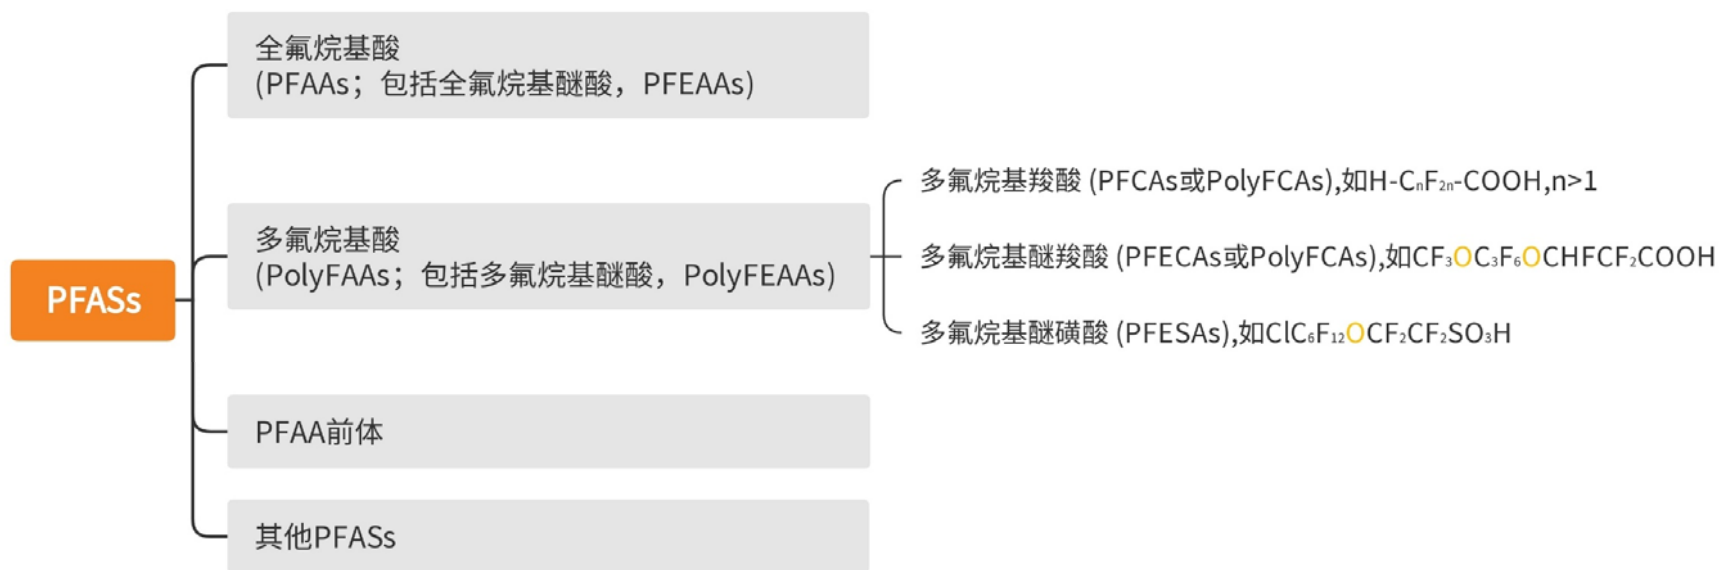 全氟烷基酸
(PFAAs；包括全氟烷基醚酸，PFEAAs)
多氟烷基羧酸 (PFCAs或PolyFCAs),如H-CₙF₂ₙ-COOH,n>1
多氟烷基酸
(PolyFAAs；包括多氟烷基醚酸，PolyFEAAs)
多氟烷基醚羧酸 (PFECAs或PolyFCAs),如CF₃OC₃F₆OCHFCF₂COOH
PFASs
多氟烷基醚磺酸 (PFESAs),如ClC₆F₁₂OCF₂CF₂SO₃H
PFAA前体
其他PFASs